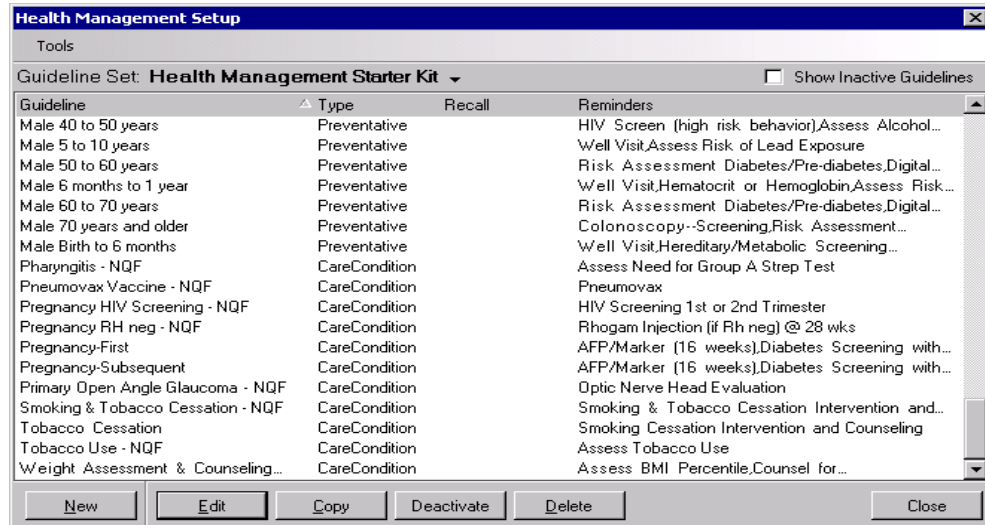 Health Management Setup
Tools
Guideline Set: Health Management Starter Kit Show Inactive Guidelines
Guideline Type Recall Reminders
Male 40 to 50 years Preventative HIV Screen (high risk behavior),Assess Alcohol...
Male 5 to 10 years Preventative Well Visit,Assess Risk of Lead Exposure
Male 50 to 60 years Preventative Risk Assessment Diabetes/Pre-diabetes,Digital...
Male 6 months to 1 year Preventative Well Visit,Hematocrit or Hemoglobin,Assess Risk...
Male 60 to 70 years Preventative Risk Assessment Diabetes/Pre-diabetes,Digital...
Male 70 years and older Preventative Colonoscopy--Screening,Risk Assessment...
Male Birth to 6 months Preventative Well Visit,Hereditary/Metabolic Screening...
Pharyngitis - NQF CareCondition Assess Need for Group A Strep Test
Pneumovax Vaccine - NQF CareCondition Pneumovax
Pregnancy HIV Screening - NQF CareCondition HIV Screening 1st or 2nd Trimester
Pregnancy RH neg - NQF CareCondition Rhogam Injection (if Rh neg) @ 28 wks
Pregnancy-First CareCondition AFP/Marker (16 weeks),Diabetes Screening with...
Pregnancy-Subsequent CareCondition AFP/Marker (16 weeks),Diabetes Screening with...
Primary Open Angle Glaucoma - NQF CareCondition Optic Nerve Head Evaluation
Smoking & Tobacco Cessation - NQF CareCondition Smoking & Tobacco Cessation Intervention and...
Tobacco Cessation CareCondition Smoking Cessation Intervention and Counseling
Tobacco Use - NQF CareCondition Assess Tobacco Use
Weight Assessment & Counseling... CareCondition Assess BMI Percentile,Counsel for...
New Edit Copy Deactivate Delete Close